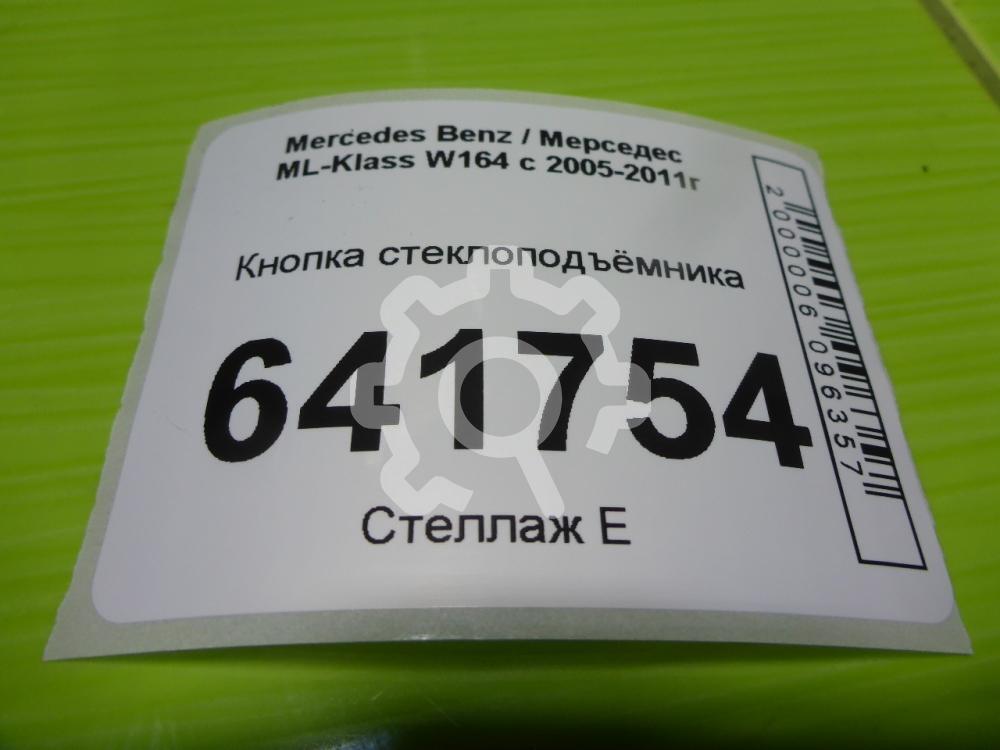 Mercedes Benz / Мерседес
ML-Klass W164 с 2005-2011г
Кнопка стеклоподъёмника
641754
Стеллаж Е
2000006096357